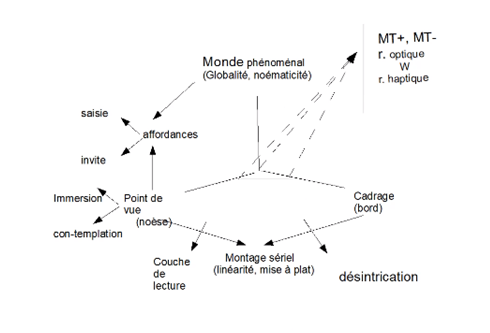 MT+, MT-
r. optique
W
r. haptique
Monde phénoménal
(Globalité, noématicité)
saisie
affordances
invite
Immersion
Point de
vue
(noèse)
con-templation
Cadrage
(bord)
Couche
de
lecture
Montage sériel
(linéarité, mise à plat)
désintrication